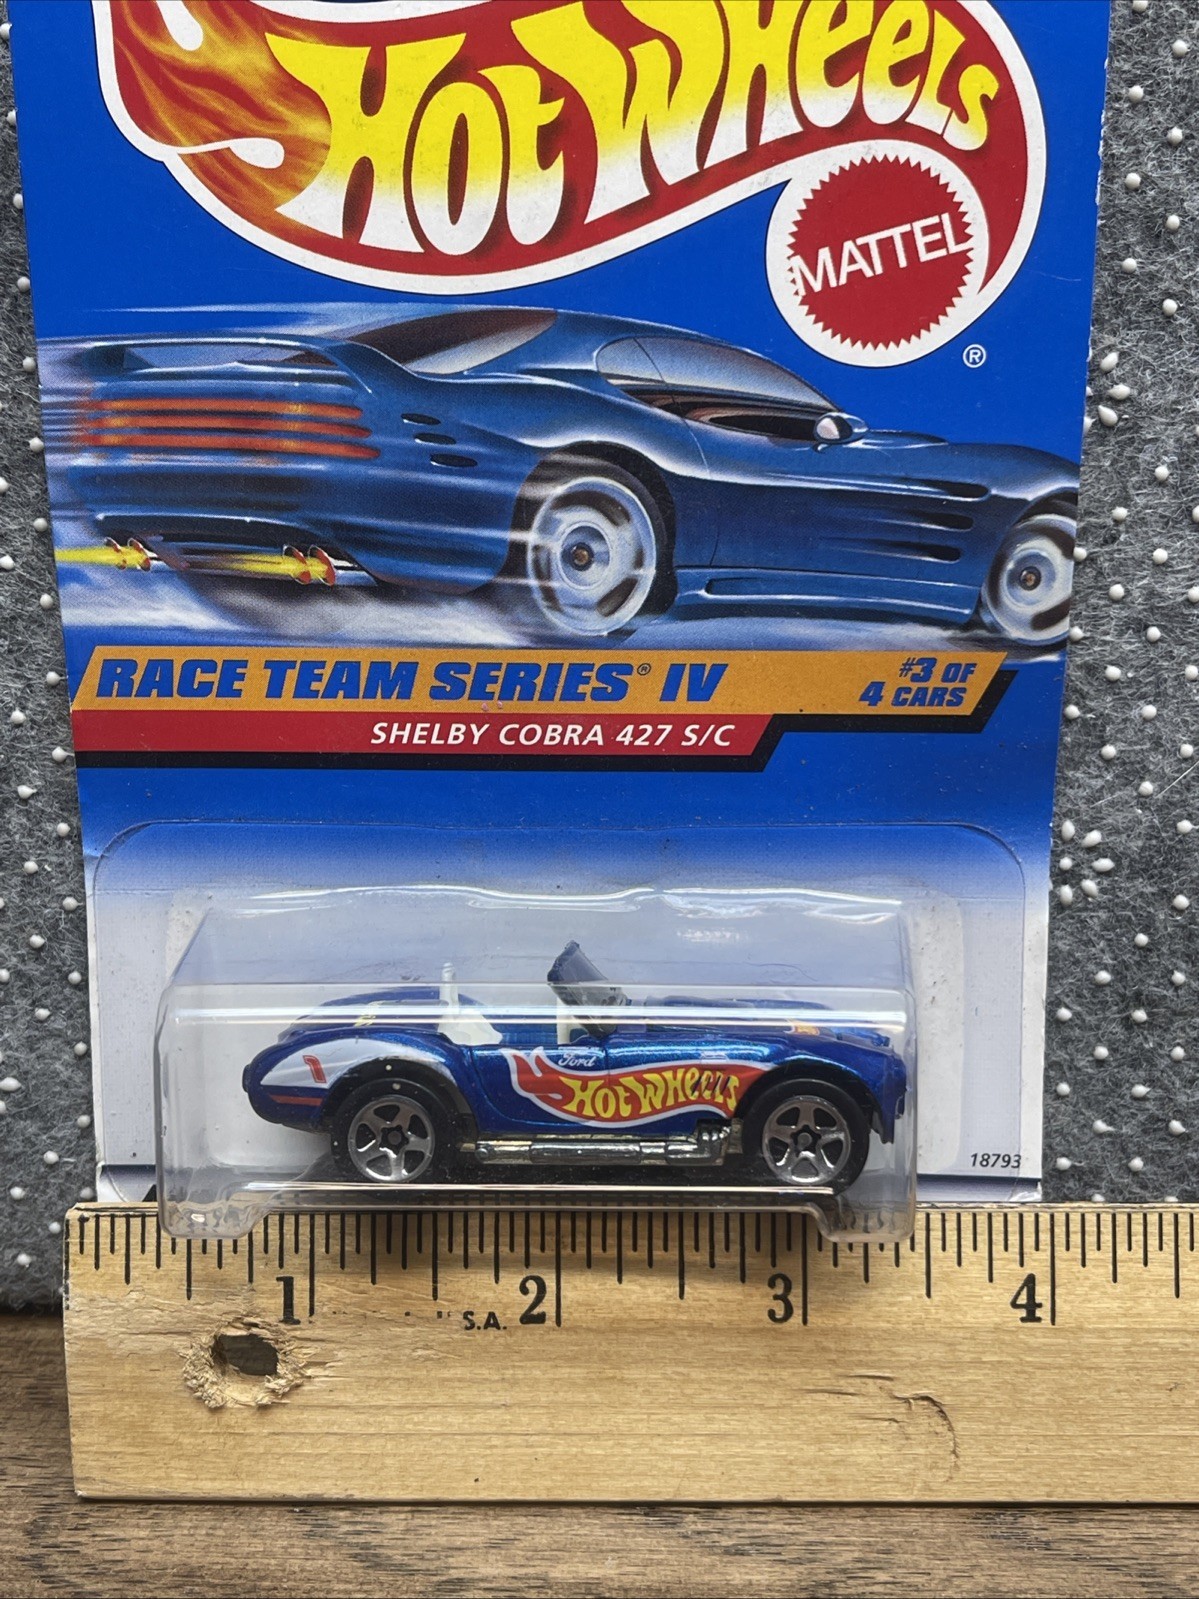 HOT WHEELS
MATTEL
®
RACE TEAM SERIES® IV
#3 OF
4 CARS
SHELBY COBRA 427 S/C
1
Ford
HOT WHEELS
18793
1 2 3 4
U.S.A.